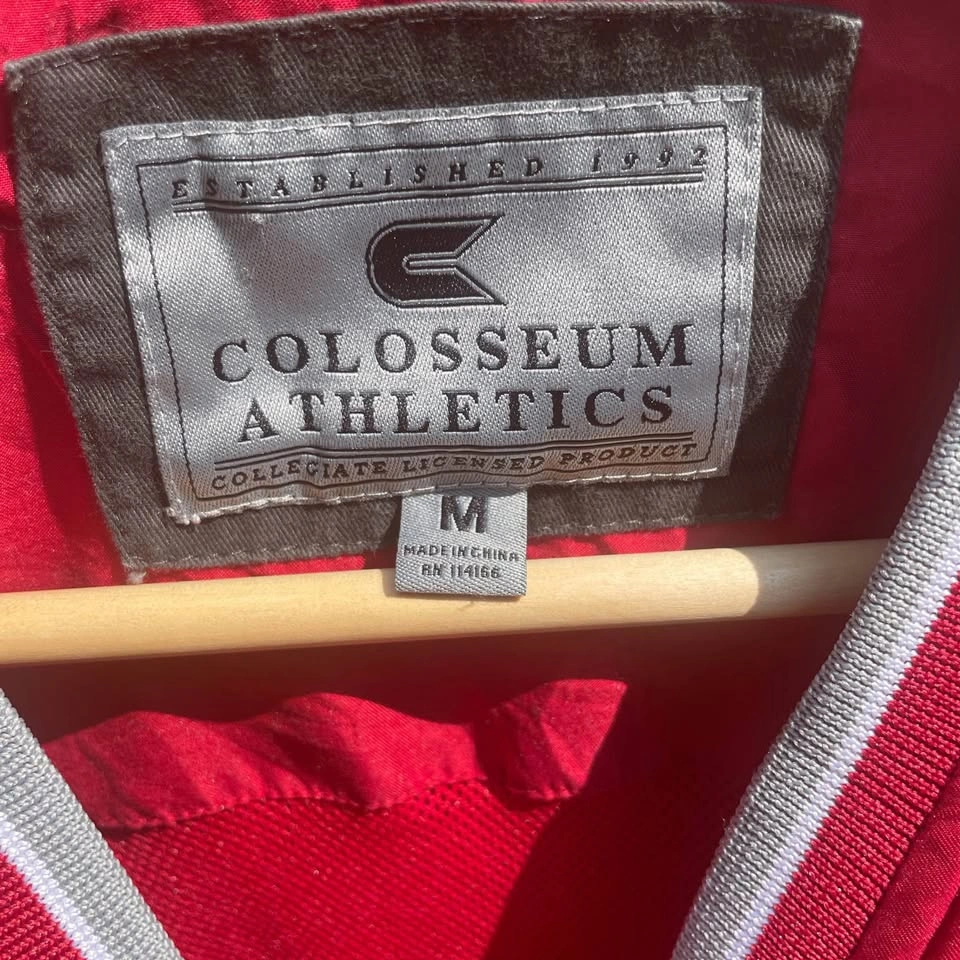 ESTABLISHED 1992
COLOSSEUM
ATHLETICS
COLLEGIATE LICENSED PRODUCT
M
MADE IN CHINA
RN 114166